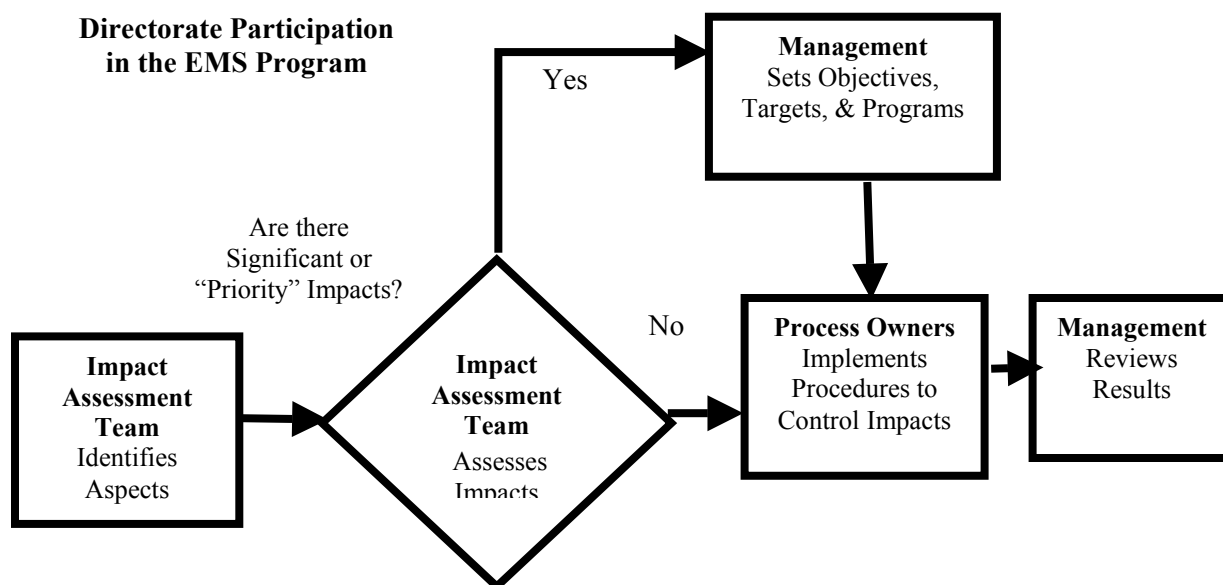 Directorate Participation
in the EMS Program
Yes
Management
Sets Objectives,
Targets, & Programs
Are there
Significant or
“Priority” Impacts?
Impact
Assessment
Team
Identifies
Aspects
Impact
Assessment
Team
Assesses
Impacts
No
Process Owners
Implements
Procedures to
Control Impacts
Management
Reviews
Results